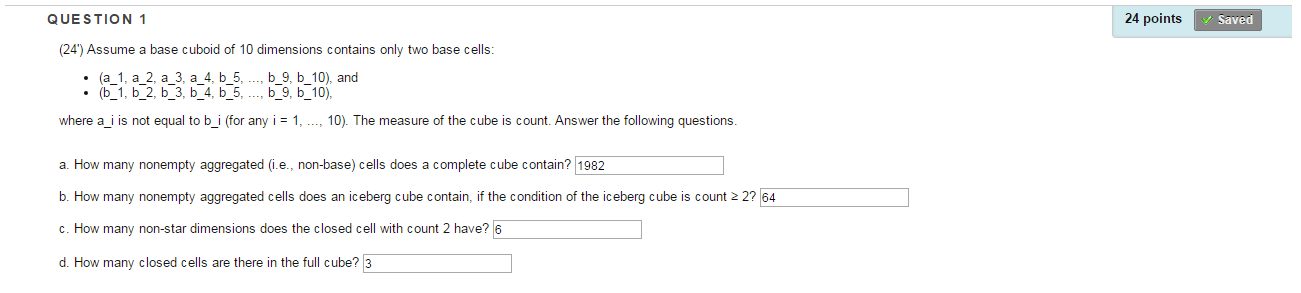 QUESTION 1
24 points
Saved
(24') Assume a base cuboid of 10 dimensions contains only two base cells:
• (a_1, a_2, a_3, a_4, b_5, ..., b_9, b_10), and
• (b_1, b_2, b_3, b_4, b_5, ..., b_9, b_10),
where a_i is not equal to b_i (for any i = 1, ..., 10). The measure of the cube is count. Answer the following questions.
a. How many nonempty aggregated (i.e., non-base) cells does a complete cube contain? 1982
b. How many nonempty aggregated cells does an iceberg cube contain, if the condition of the iceberg cube is count ≥ 2? 64
c. How many non-star dimensions does the closed cell with count 2 have? 6
d. How many closed cells are there in the full cube? 3